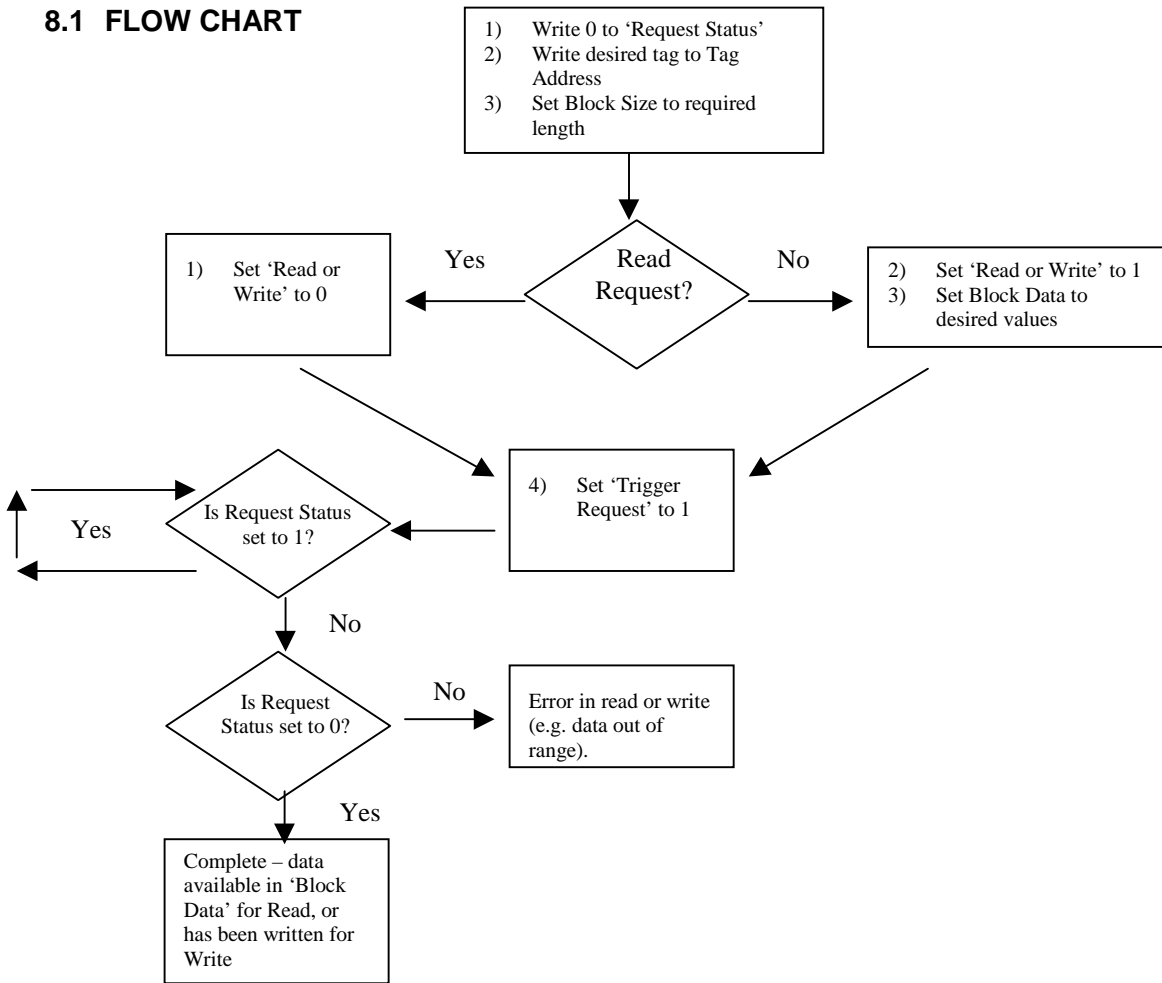 8.1 FLOW CHART
1) Write 0 to ‘Request Status’
2) Write desired tag to Tag
Address
3) Set Block Size to required
length
Read
Request?
Yes
No
1) Set ‘Read or
Write’ to 0
2) Set ‘Read or Write’ to 1
3) Set Block Data to
desired values
4) Set ‘Trigger
Request’ to 1
Is Request Status
set to 1?
Yes
No
Is Request
Status set to 0?
No
Error in read or write
(e.g. data out of
range).
Yes
Complete – data
available in ‘Block
Data’ for Read, or
has been written for
Write